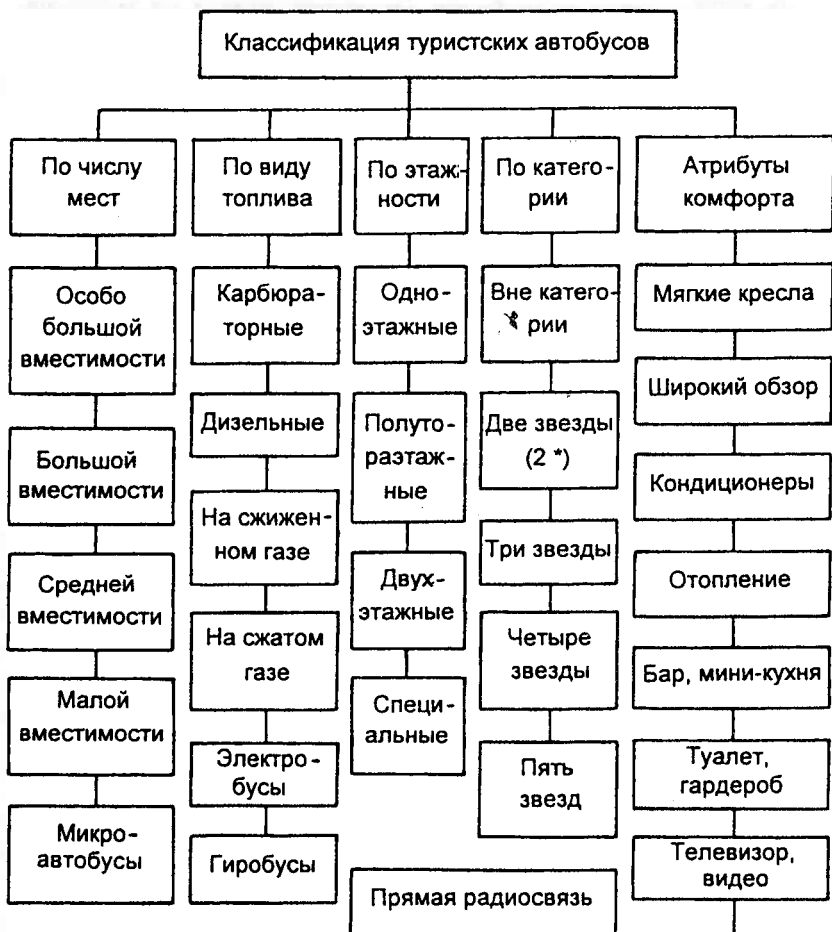 Классификация туристских автобусов
По числу
мест
Особо
большой
вместимости
Большой
вместимости
Средней
вместимости
Малой
вместимости
Микро-
автобусы
По виду
топлива
Карбюра-
торные
Дизельные
На сжижен-
ном газе
На сжатом
газе
Электро-
бусы
Гиробусы
По этаж-
ности
Одно-
этажные
Полуто-
раэтаж-
ные
Двух-
этажные
Специ-
альные
По катего-
рии
Вне катего-
рии
Две звезды
(2 *)
Три звезды
Четыре
звезды
Пять
звезд
Атрибуты
комфорта
Мягкие кресла
Широкий обзор
Кондиционеры
Отопление
Бар, мини-кухня
Туалет,
гардероб
Телевизор,
видео
Прямая радиосвязь